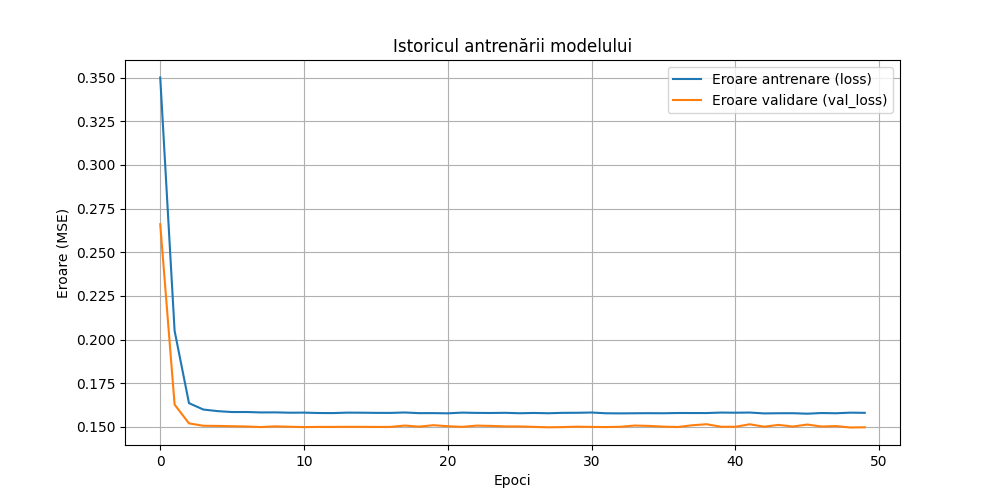 Istoricul antrenării modelului
Eroare antrenare (loss)
Eroare validare (val_loss)
Eroare (MSE)
0.350
0.325
0.300
0.275
0.250
0.225
0.200
0.175
0.150
0 10 20 30 40 50
Epoci